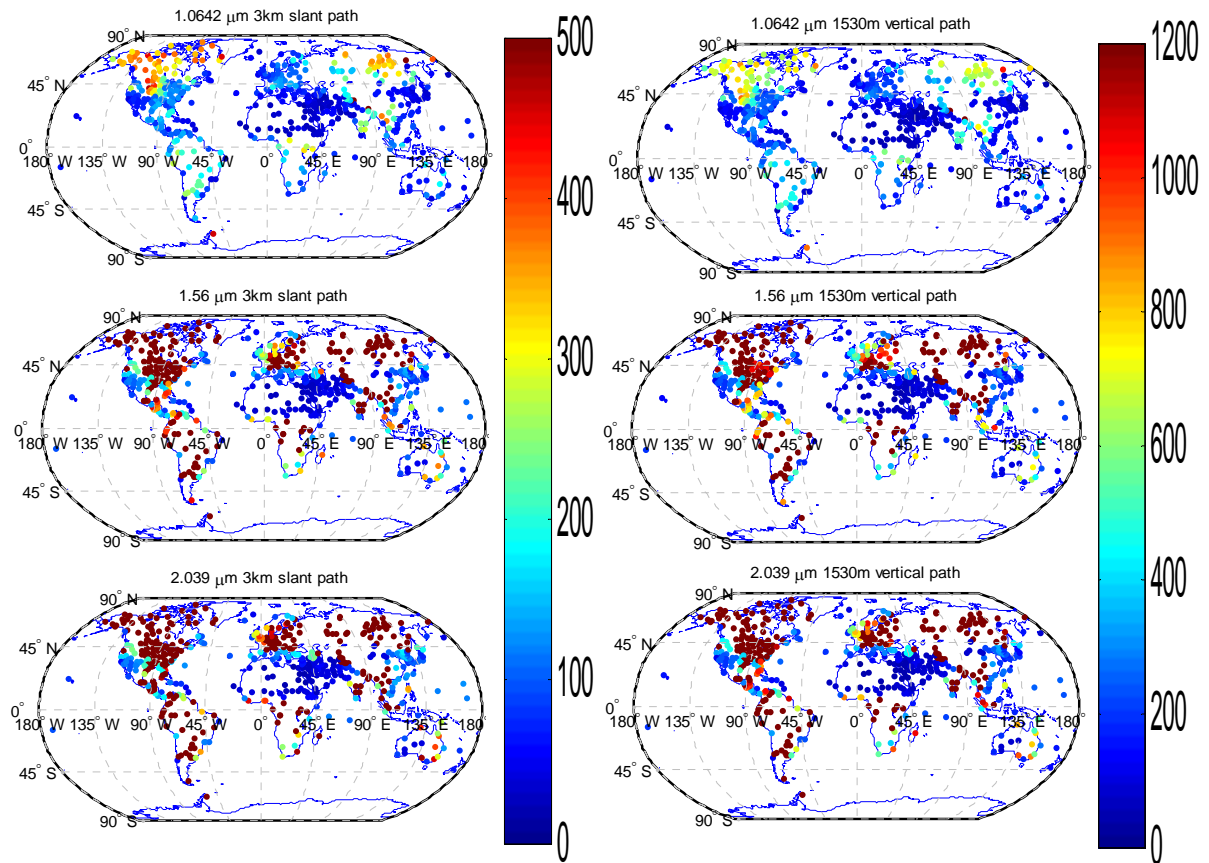 1.0642 μm 3km slant path
90° N
45° N
0°
180° W 135° W 90° W 45° W 0 45° E 90° E 135° E 180°
45° S
90° S
1.56 μm 3km slant path
90° N
45° N
0°
180° W 135° W 90° W 45° W 0 45° E 90° E 135° E 180°
45° S
90° S
2.039 μm 3km slant path
90° N
45° N
0°
180° W 135° W 90° W 45° W 0 45° E 90° E 135° E 180°
45° S
90° S
500
400
300
200
100
0
1.0642 μm 1530m vertical path
90° N
45° N
0°
180° W 135° W 90° W 45° W 0 45° E 90° E 135° E 180°
45° S
90° S
1.56 μm 1530m vertical path
90° N
45° N
0°
180° W 135° W 90° W 45° W 0 45° E 90° E 135° E 180°
45° S
90° S
2.039 μm 1530m vertical path
90° N
45° N
0°
180° W 135° W 90° W 45° W 0 45° E 90° E 135° E 180°
45° S
90° S
1200
1000
800
600
400
200
0